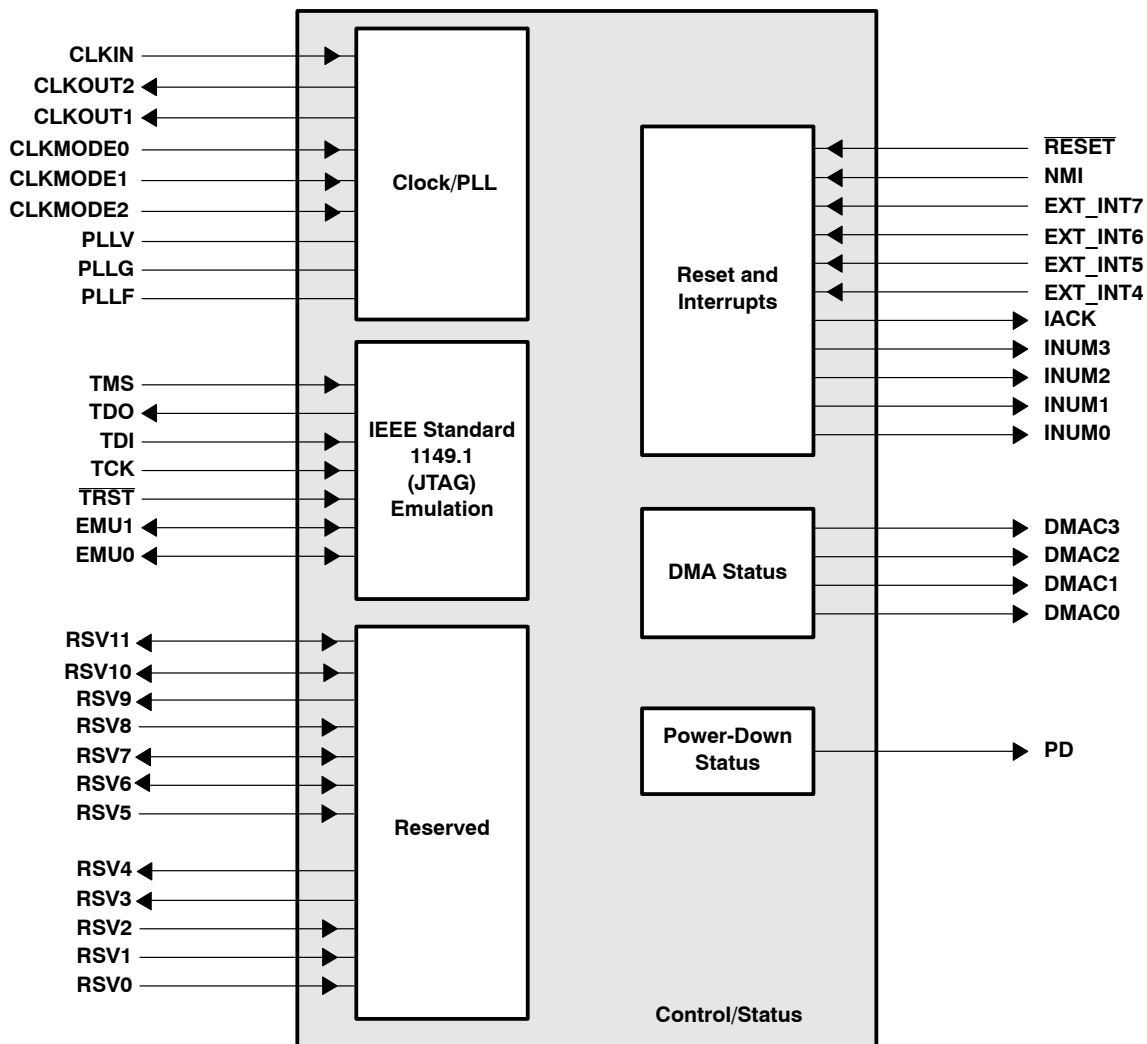 CLKIN
CLKOUT2
CLKOUT1
CLKMODE0
CLKMODE1
CLKMODE2
PLLV
PLLG
PLLF
Clock/PLL
TMS
TDO
TDI
TCK
TRST
EMU1
EMU0
IEEE Standard
1149.1
(JTAG)
Emulation
RSV11
RSV10
RSV9
RSV8
RSV7
RSV6
RSV5
RSV4
RSV3
RSV2
RSV1
RSV0
Reserved
Reset and
Interrupts
RESET
NMI
EXT_INT7
EXT_INT6
EXT_INT5
EXT_INT4
IACK
INUM3
INUM2
INUM1
INUM0
DMA Status
DMAC3
DMAC2
DMAC1
DMAC0
Power-Down
Status
PD
Control/Status